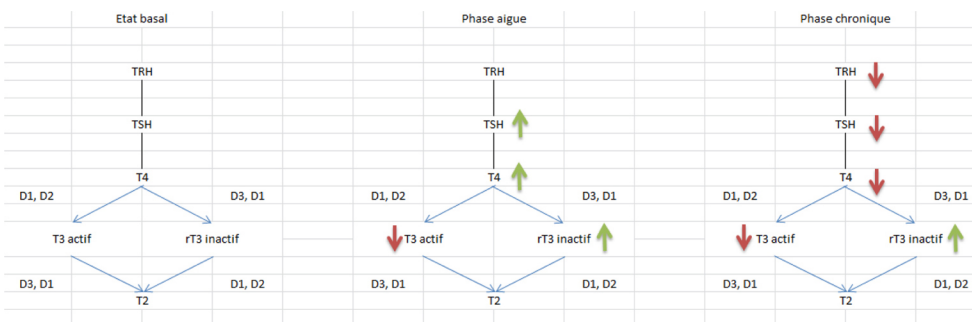 Etat basal
Phase aigue
Phase chronique
TRH
TRH
TRH
TSH
TSH
TSH
T4
T4
T4
D1, D2
D3, D1
D1, D2
D3, D1
D1, D2
D3, D1
T3 actif
rT3 inactif
T3 actif
rT3 inactif
T3 actif
rT3 inactif
D3, D1
D1, D2
D3, D1
D1, D2
D3, D1
D1, D2
T2
T2
T2